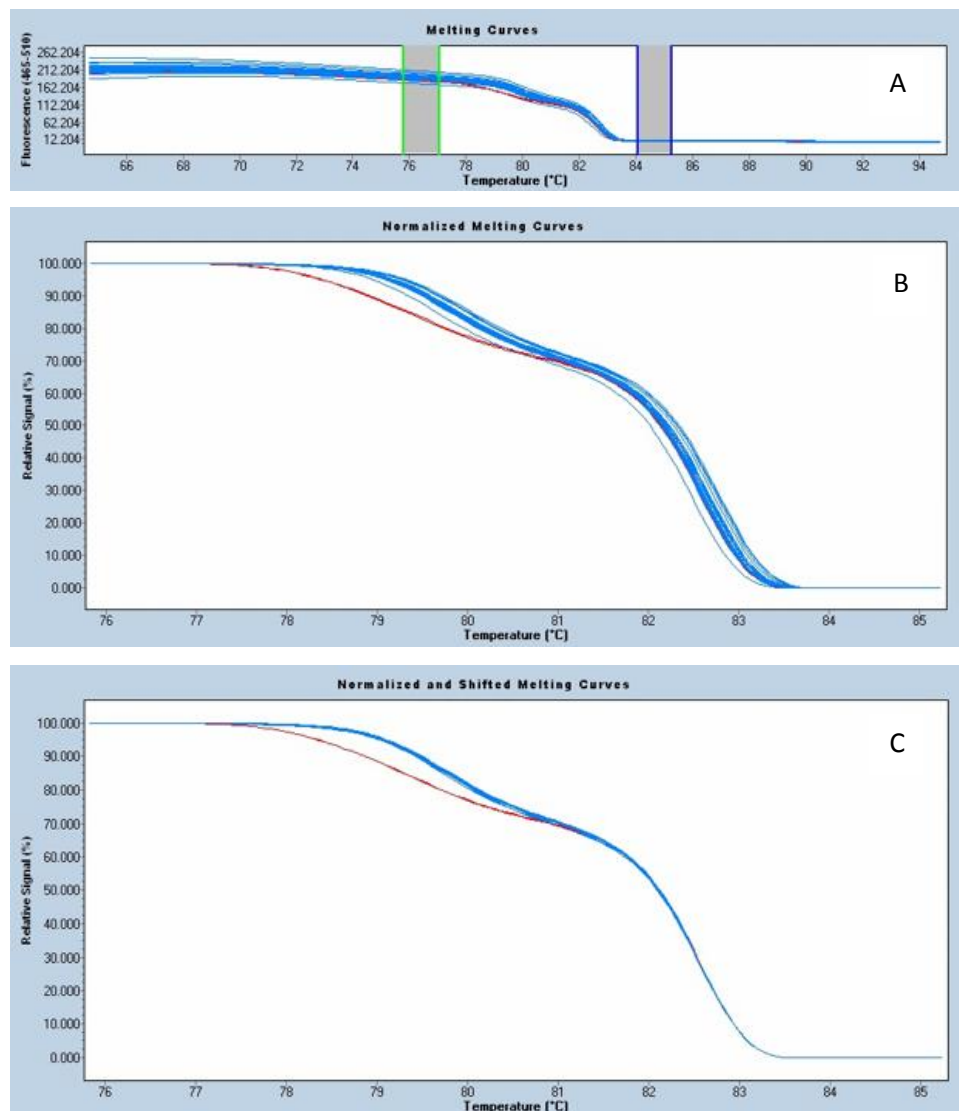 Melting Curves
Fluorescence (465-510)
262.204
212.204
162.204
112.204
62.204
12.204
A
66 68 70 72 74 76 78 80 82 84 86 88 90 92 94
Temperature (°C)
Normalized Melting Curves
Relative Signal (%)
100.000
90.000
80.000
70.000
60.000
50.000
40.000
30.000
20.000
10.000
0.000
B
76 77 78 79 80 81 82 83 84 85
Temperature (°C)
Normalized and Shifted Melting Curves
Relative Signal (%)
100.000
90.000
80.000
70.000
60.000
50.000
40.000
30.000
20.000
10.000
0.000
C
76 77 78 79 80 81 82 83 84 85
Temperature (°C)